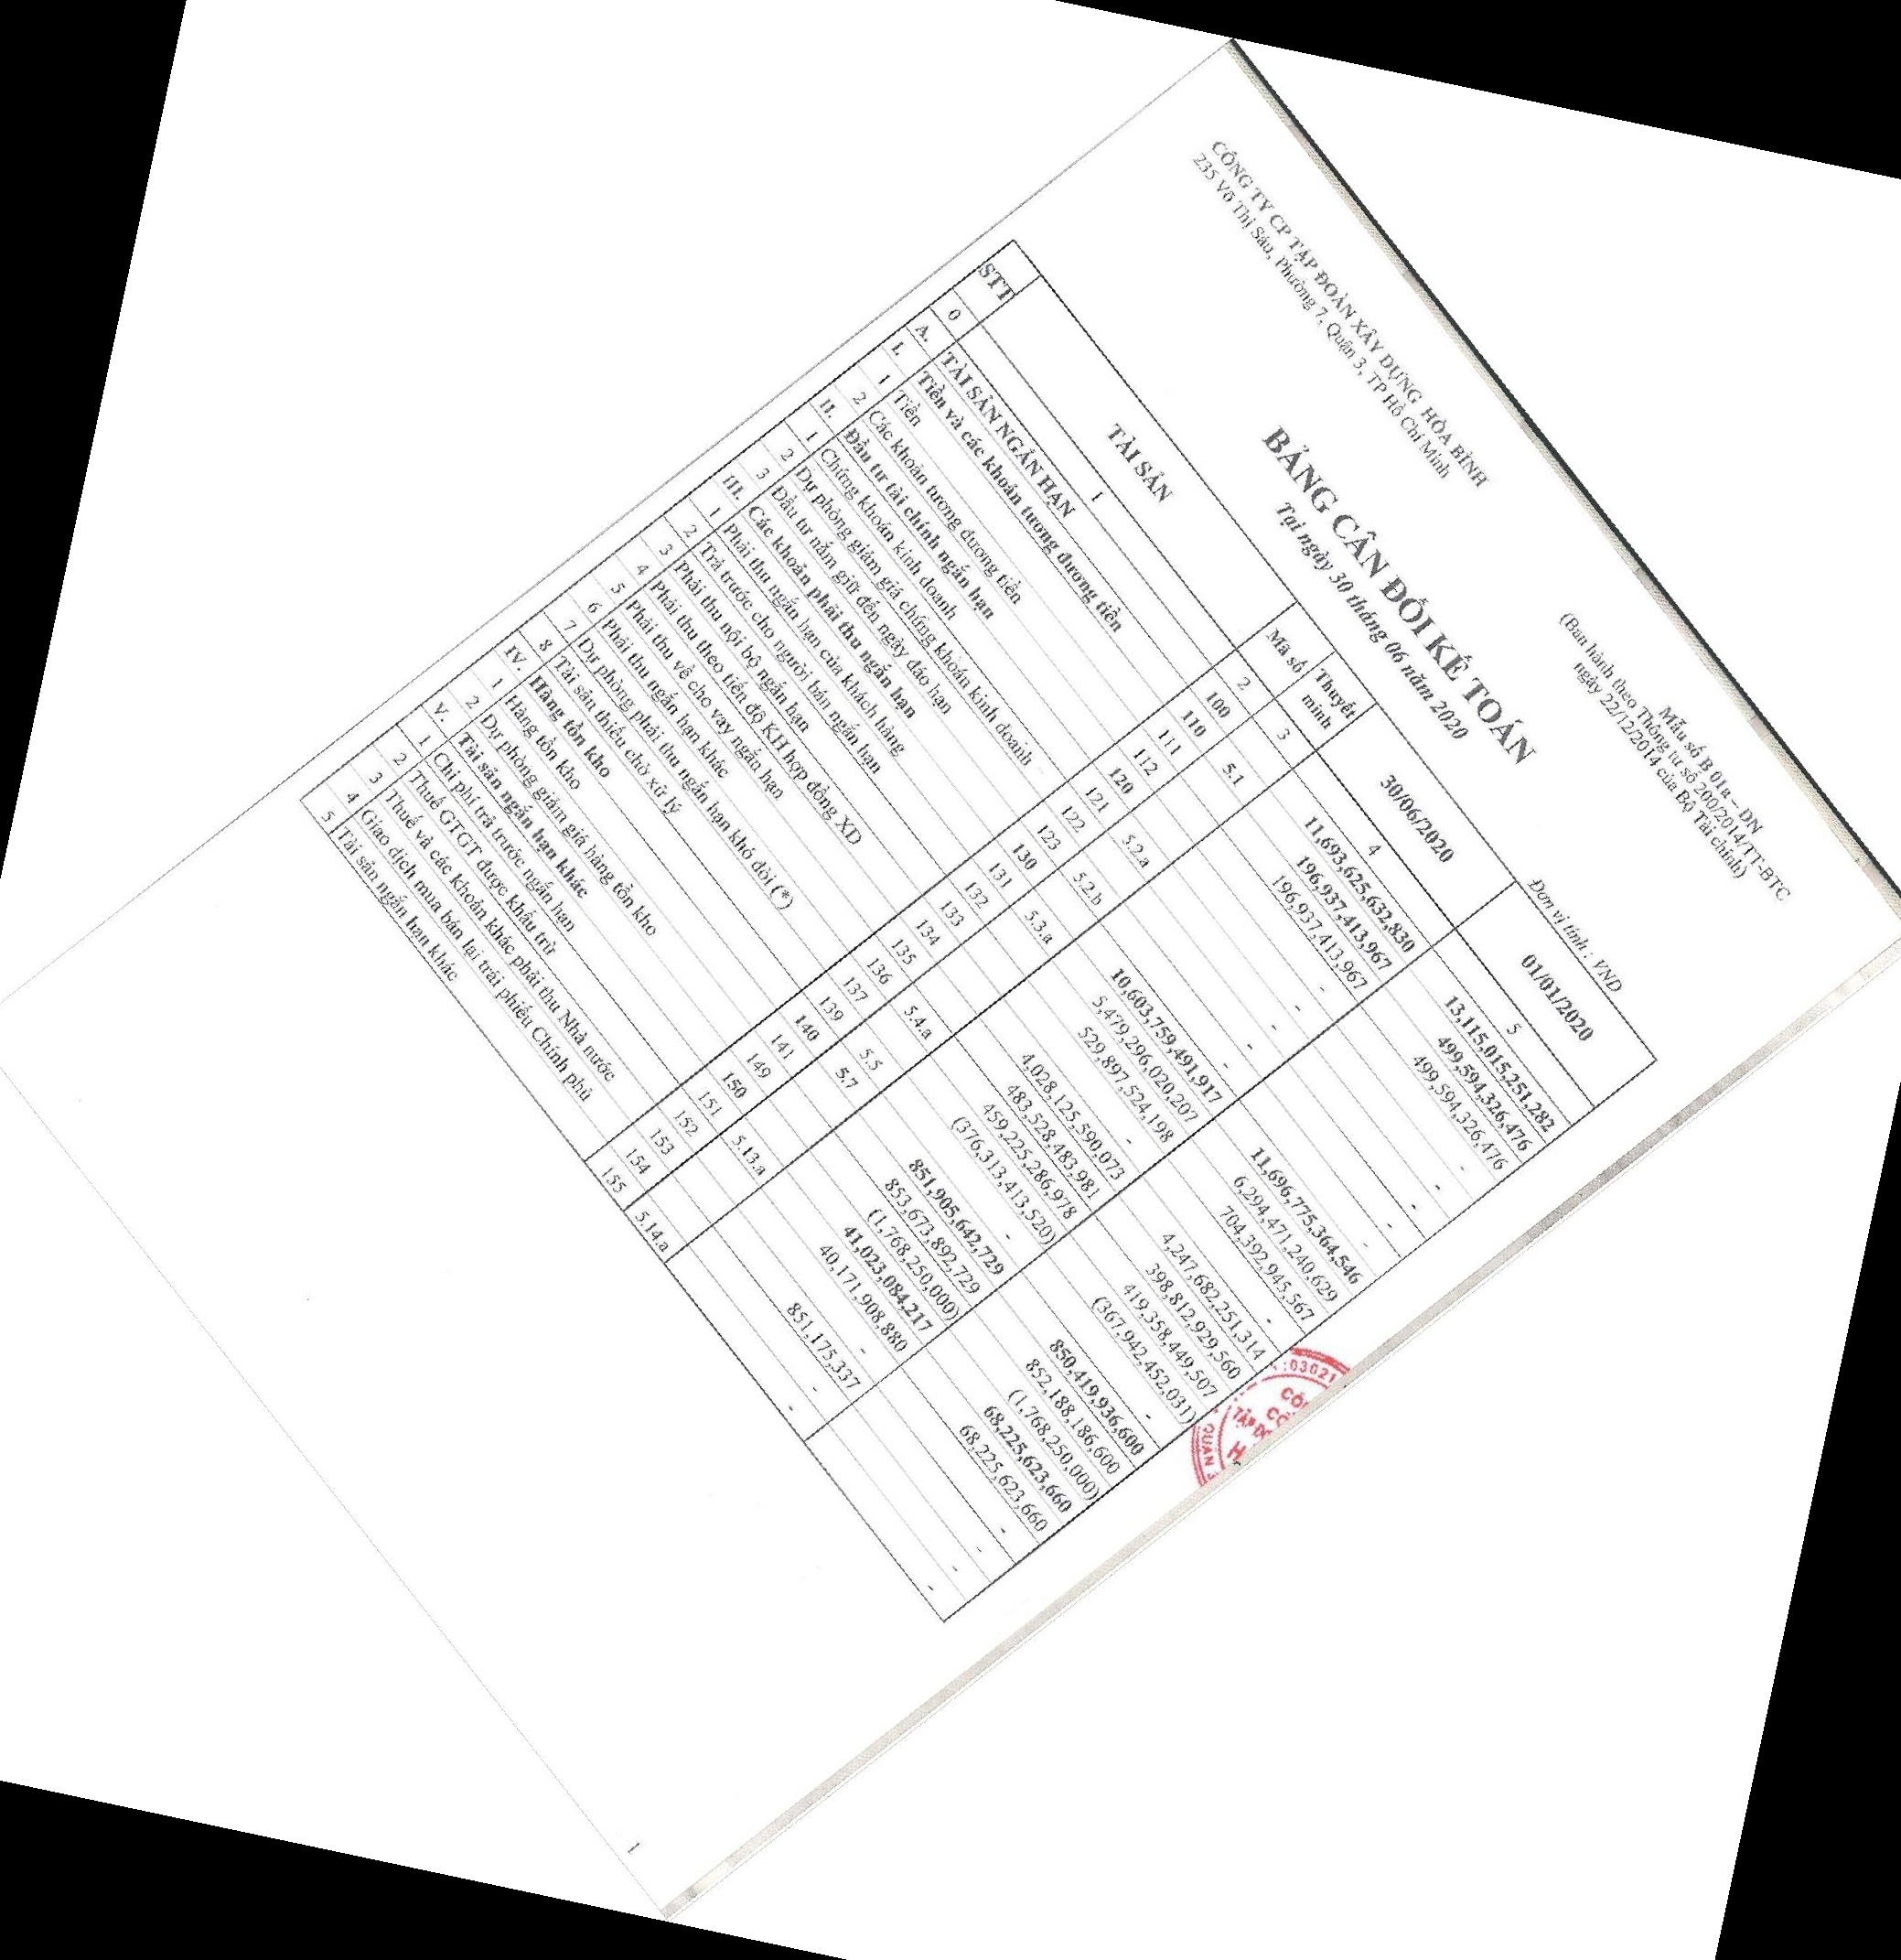 CÔNG TY CP TẬP ĐOÀN XÂY DỰNG HÒA BÌNH
235 Võ Thị Sáu, Phường 7, Quận 3, TP Hồ Chí Minh
Mẫu số B 01a – DN
(Ban hành theo Thông tư số 200/2014/TT-BTC
ngày 22/12/2014 của Bộ Tài chính)
BẢNG CÂN ĐỐI KẾ TOÁN
Tại ngày 30 tháng 06 năm 2020
Đơn vị tính : VND
STT TÀI SẢN Mã số Thuyết minh 30/06/2020 01/01/2020
0 1 2 3 4 5
A. TÀI SẢN NGẮN HẠN 100 11,693,625,632,830 13,115,015,251,282
I. Tiền và các khoản tương đương tiền 110 5.1 196,937,413,967 499,594,326,476
1 Tiền 111 196,937,413,967 499,594,326,476
2 Các khoản tương đương tiền 112 - -
II. Đầu tư tài chính ngắn hạn 120 -
1 Chứng khoán kinh doanh 121 5.2.a - -
2 Dự phòng giảm giá chứng khoán kinh doanh 122 - -
3 Đầu tư nắm giữ đến ngày đáo hạn 123 5.2.b - -
III. Các khoản phải thu ngắn hạn 130 10,603,759,491,917 11,696,775,364,546
1 Phải thu ngắn hạn của khách hàng 131 5.3.a 5,479,296,020,207 6,294,471,240,629
2 Trả trước cho người bán ngắn hạn 132 529,897,524,198 704,392,945,567
3 Phải thu nội bộ ngắn hạn 133 - -
4 Phải thu theo tiến độ KH hợp đồng XD 134 4,028,125,590,073 4,247,682,251,314
5 Phải thu về cho vay ngắn hạn 135 483,528,483,981 398,812,929,560
6 Phải thu ngắn hạn khác 136 5.4.a 459,225,286,978 419,358,449,507
7 Dự phòng phải thu ngắn hạn khó đòi (*) 137 (376,313,413,520) (367,942,452,031)
8 Tài sản thiếu chờ xử lý 139 5.5 - -
IV. Hàng tồn kho 140 5.7 851,905,642,729 850,419,936,600
1 Hàng tồn kho 141 853,673,892,729 852,188,186,600
2 Dự phòng giảm giá hàng tồn kho 149 (1,768,250,000) (1,768,250,000)
V. Tài sản ngắn hạn khác 150 41,023,084,217 68,225,623,660
1 Chi phí trả trước ngắn hạn 151 5.13.a 40,171,908,880 68,225,623,660
2 Thuế GTGT được khấu trừ 152 - -
3 Thuế và các khoản khác phải thu Nhà nước 153 851,175,337 -
4 Giao dịch mua bán lại trái phiếu Chính phủ 154 - -
5 Tài sản ngắn hạn khác 155 5.14.a - -
03021
TẬP
QUẬN
1